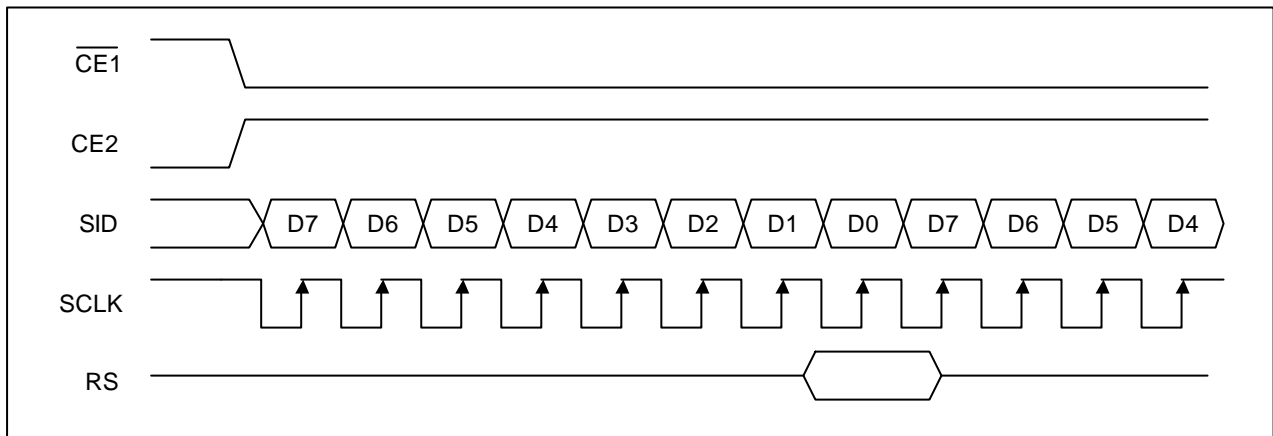 CE1
CE2
SID D7 D6 D5 D4 D3 D2 D1 D0 D7 D6 D5 D4
SCLK
RS